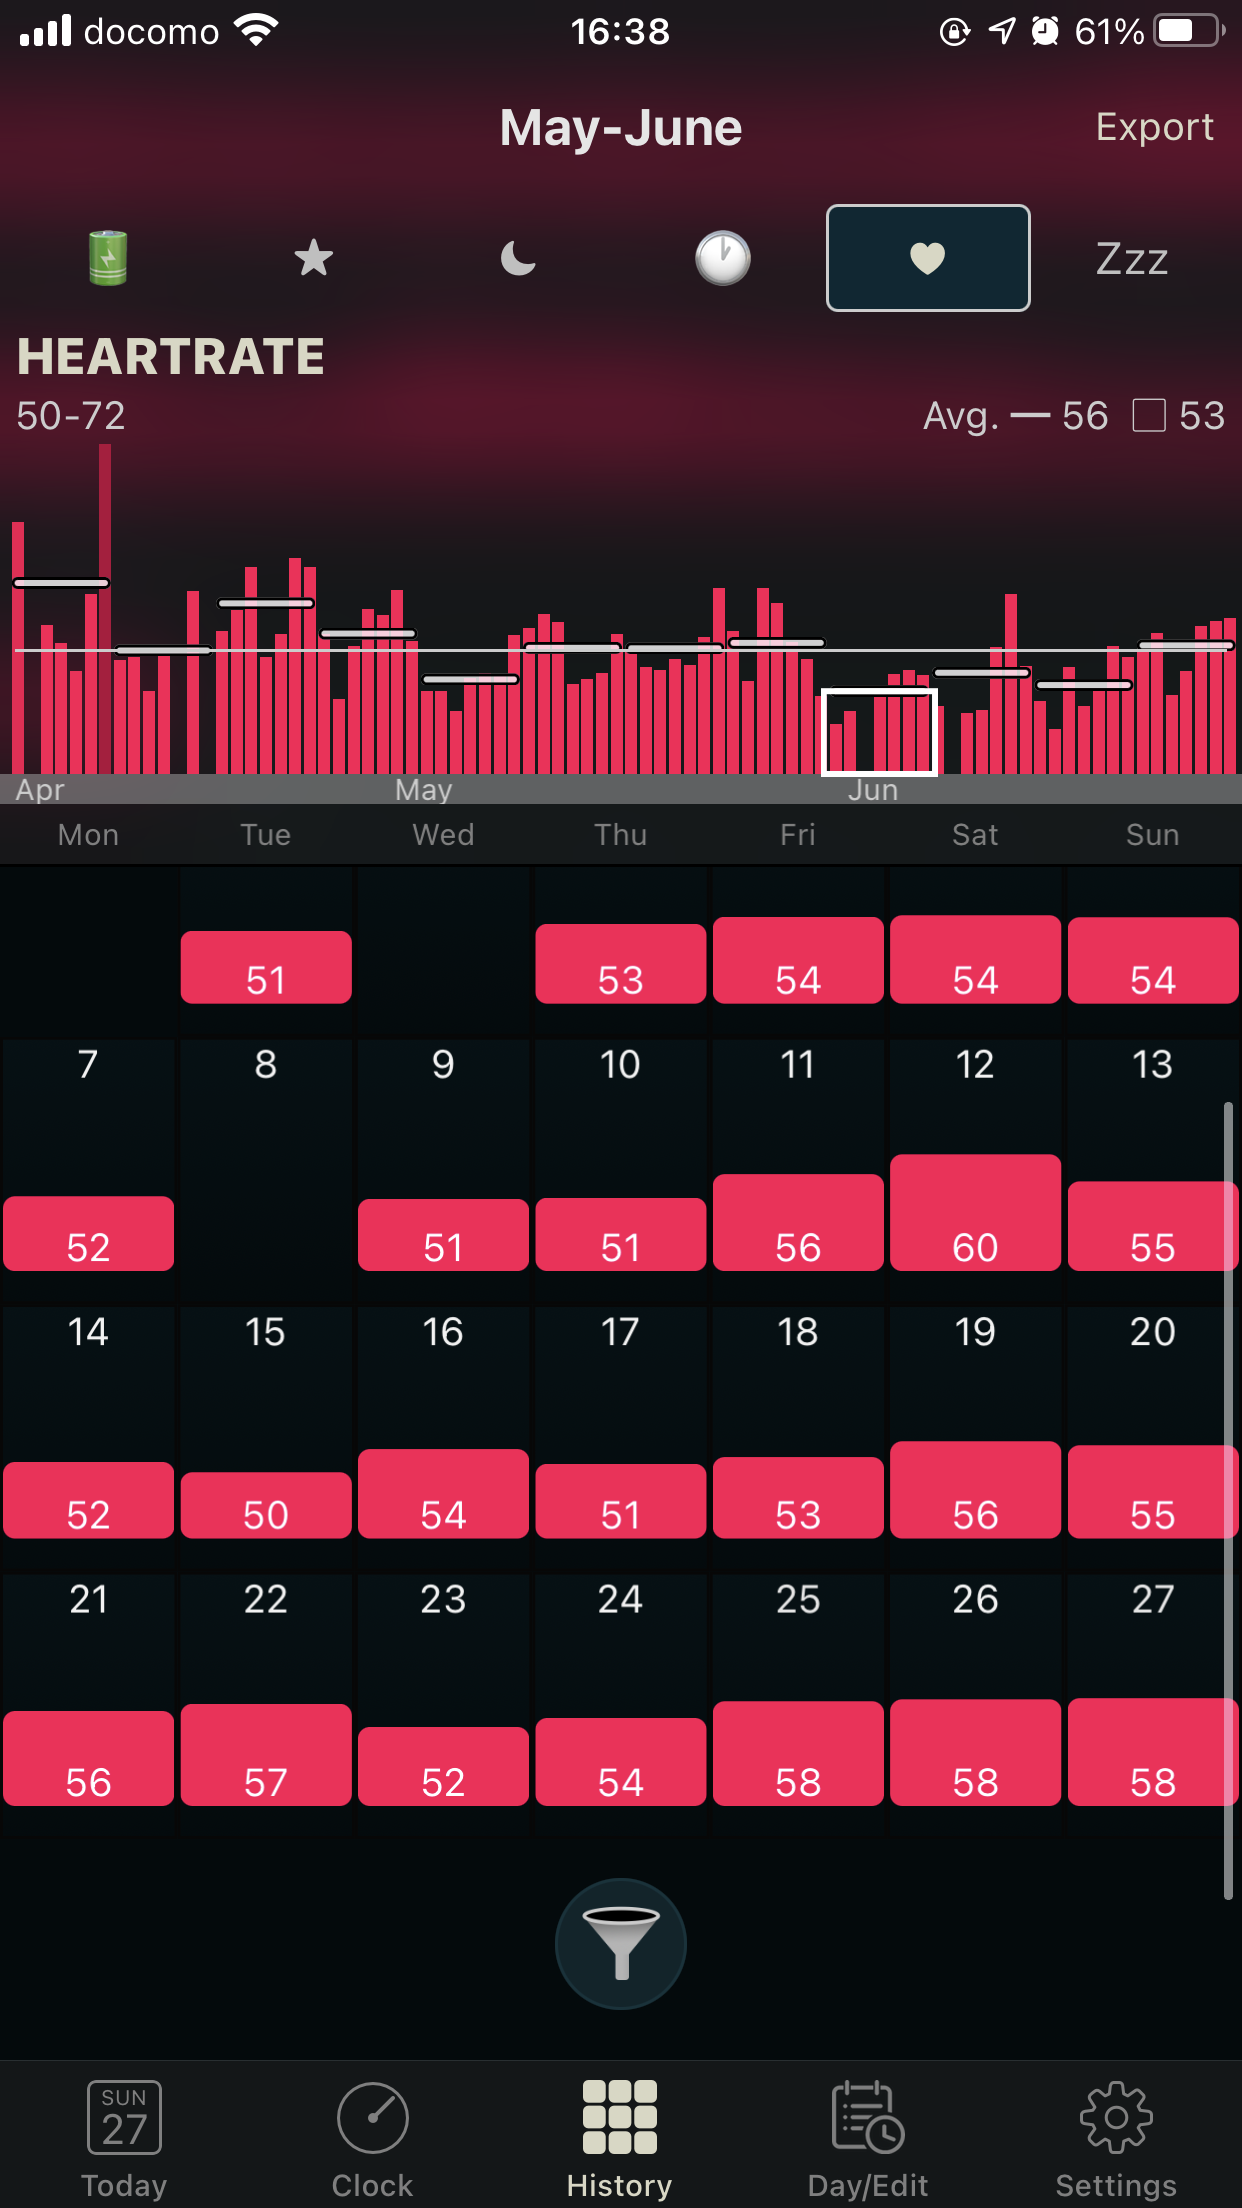 docomo 16:38 61%
May-June Export
Zzz
HEARTRATE
50-72 Avg. 56 53
Apr May Jun
Mon Tue Wed Thu Fri Sat Sun
51 53 54 54 54
7 8 9 10 11 12 13
52 51 51 56 60 55
14 15 16 17 18 19 20
52 50 54 51 53 56 55
21 22 23 24 25 26 27
56 57 52 54 58 58 58
SUN
27
Today Clock History Day/Edit Settings